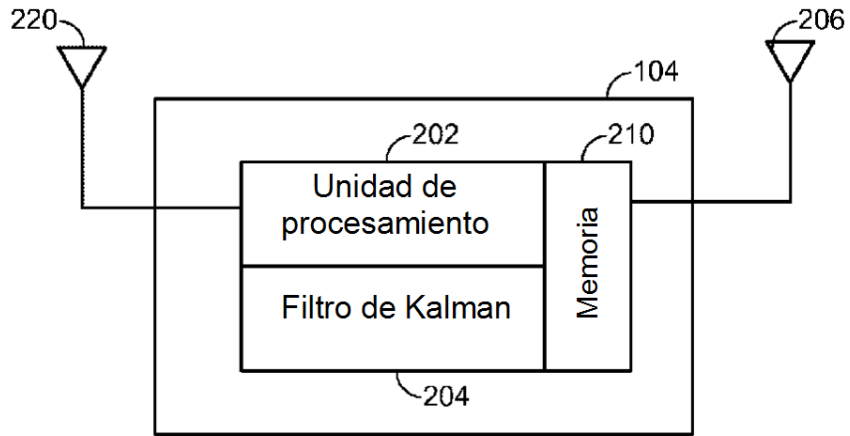 220
206
104
202
210
Unidad de
procesamiento
Memoria
Filtro de Kalman
204